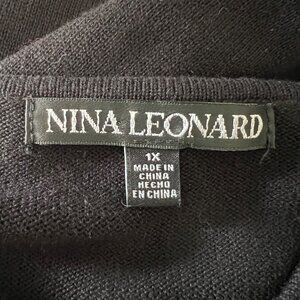 NINA LEONARD
1X
MADE IN
CHINA
HECHO
EN CHINA